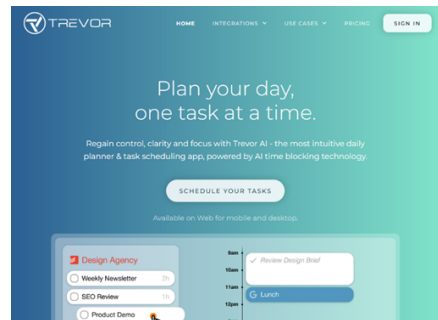 TREVOR
HOME
INTEGRATIONS
USE CASES
PRICING
SIGN IN
Plan your day,
one task at a time.
Regain control, clarity and focus with Trevor AI - the most intuitive daily
planner & task scheduling app, powered by AI time blocking technology.
SCHEDULE YOUR TASKS
Available on Web for mobile and desktop.
Design Agency
Weekly Newsletter 2h
SEO Review 1h
Product Demo
9am
10am
11am
12pm
Review Design Brief
G Lunch